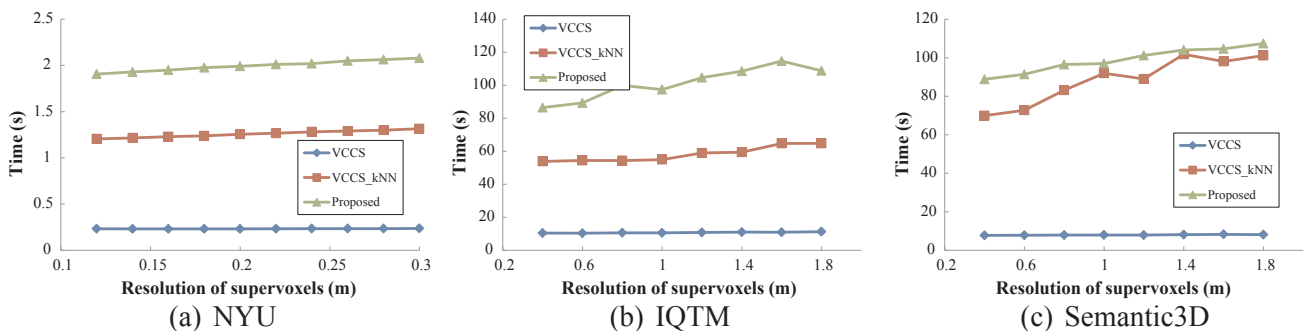 2.5
2
1.5
1
0.5
0
Time (s)
0.1 0.15 0.2 0.25 0.3
Resolution of supervoxels (m)
VCCS
VCCS_kNN
Proposed
(a) NYU
140
120
100
80
60
40
20
0
Time (s)
0.2 0.6 1 1.4 1.8
Resolution of supervoxels (m)
VCCS
VCCS_kNN
Proposed
(b) IQTM
120
100
80
60
40
20
0
Time (s)
0.2 0.6 1 1.4 1.8
Resolution of supervoxels (m)
VCCS
VCCS_kNN
Proposed
(c) Semantic3D